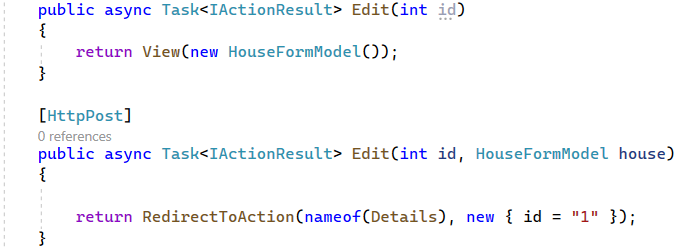 public async Task<IActionResult> Edit(int id)
{
    return View(new HouseFormModel());
}
[HttpPost]
0 references
public async Task<IActionResult> Edit(int id, HouseFormModel house)
{
    return RedirectToAction(nameof(Details), new { id = "1" });
}